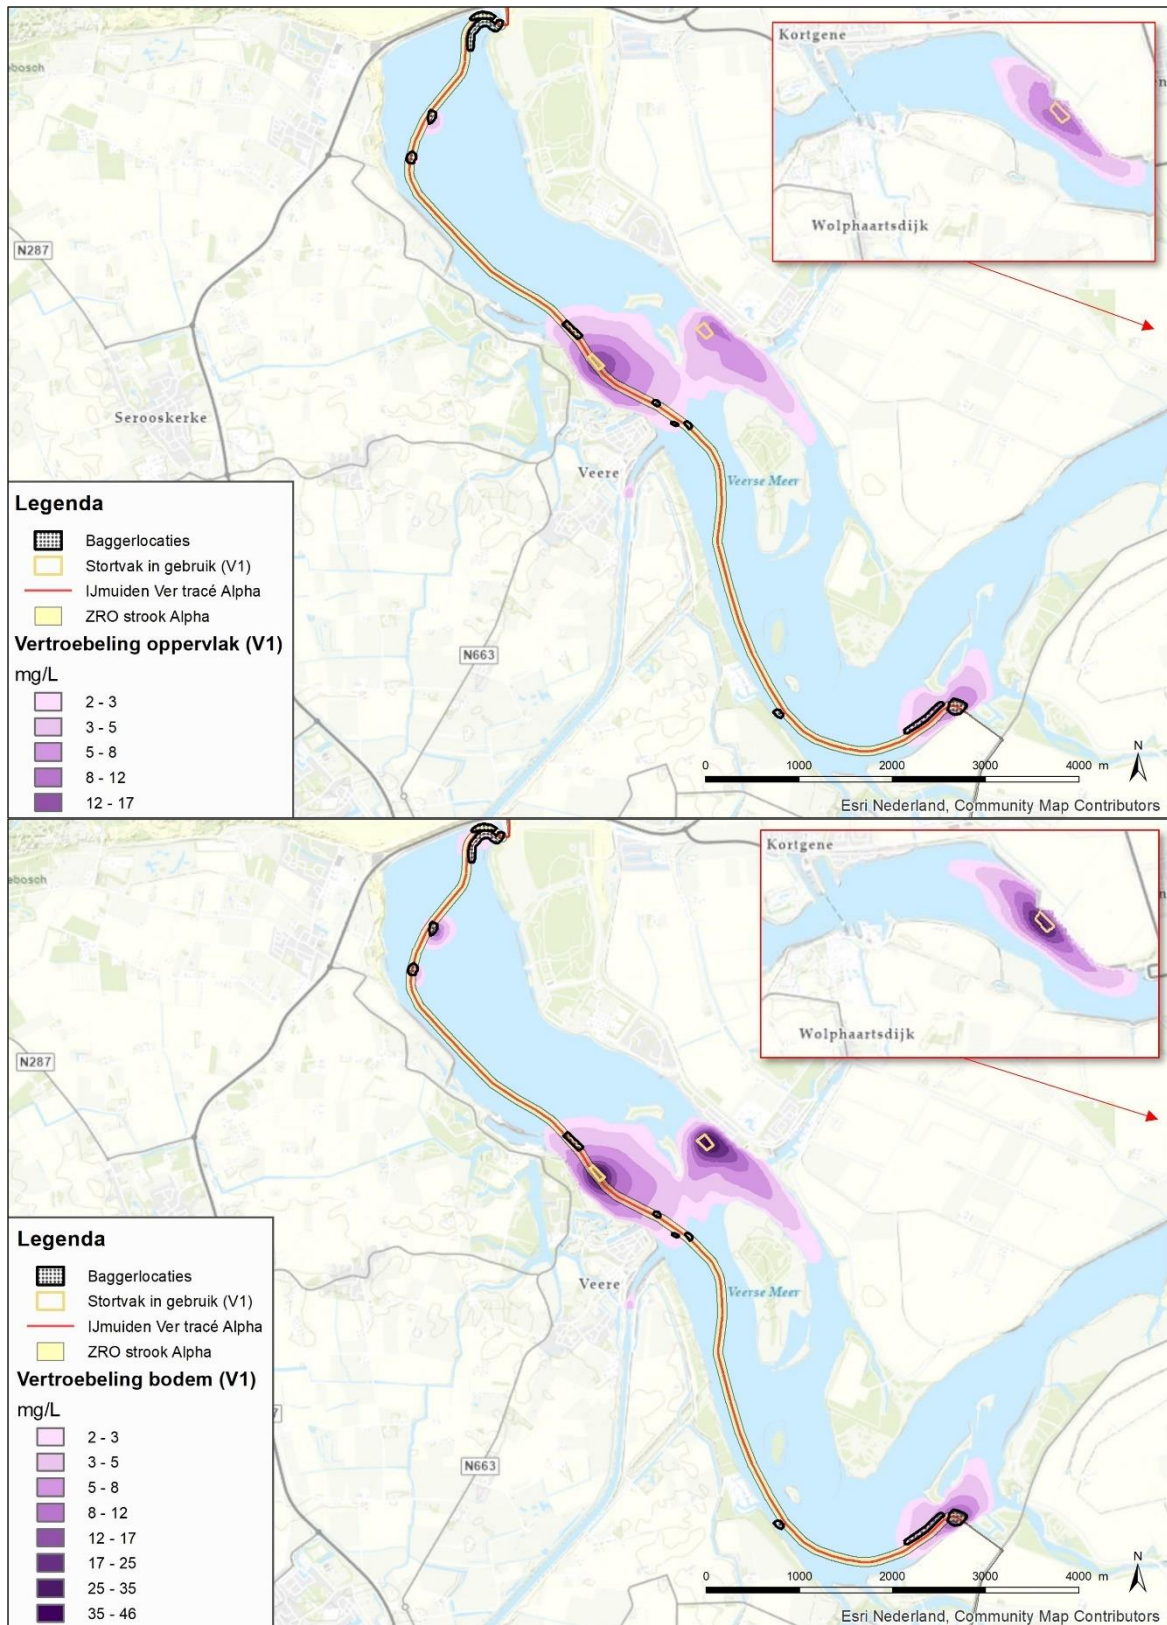 Kortgene
Wolphaartsdijk
ebosch
N287
Serooskerke
Veere
Veerse Meer
N663
Legenda
Baggerlocaties
Stortvak in gebruik (V1)
IJmuiden Ver tracé Alpha
ZRO strook Alpha
Vertroebeling oppervlak (V1)
mg/L
2 - 3
3 - 5
5 - 8
8 - 12
12 - 17
0 1000 2000 3000 4000 m
N
Esri Nederland, Community Map Contributors
Kortgene
Wolphaartsdijk
ebosch
N287
Veere
Veerse Meer
N663
Legenda
Baggerlocaties
Stortvak in gebruik (V1)
IJmuiden Ver tracé Alpha
ZRO strook Alpha
Vertroebeling bodem (V1)
mg/L
2 - 3
3 - 5
5 - 8
8 - 12
12 - 17
17 - 25
25 - 35
35 - 46
0 1000 2000 3000 4000 m
N
Esri Nederland, Community Map Contributors